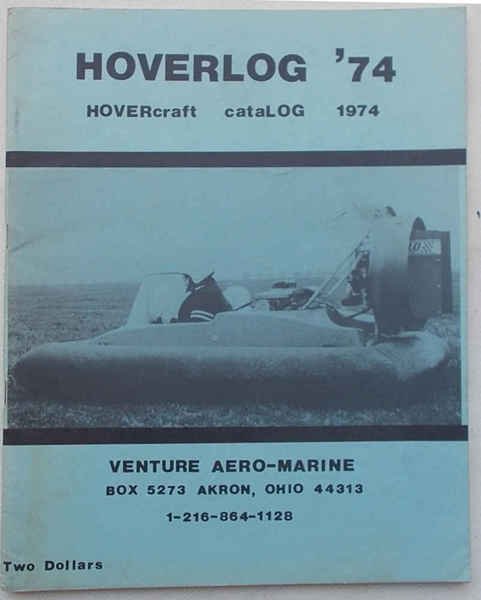 HOVERLOG '74
HOVERcraft cataLOG 1974
VENTURE AERO-MARINE
BOX 5273 AKRON, OHIO 44313
1-216-864-1128
Two Dollars